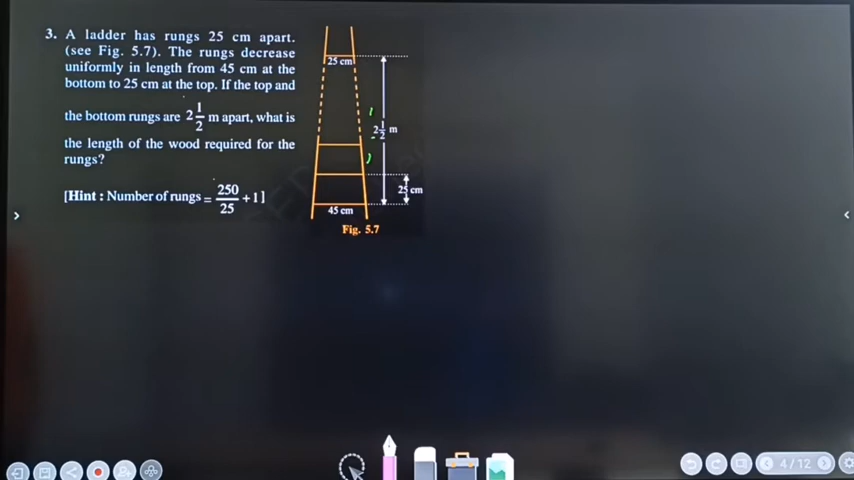 3. A ladder has rungs 25 cm apart.
(see Fig. 5.7). The rungs decrease
uniformly in length from 45 cm at the
bottom to 25 cm at the top. If the top and
the bottom rungs are 2 1/2 m apart, what is
the length of the wood required for the
rungs?
[Hint : Number of rungs = 250/25 + 1]
25 cm
2 1/2 m
25 cm
45 cm
Fig. 5.7
4 / 12